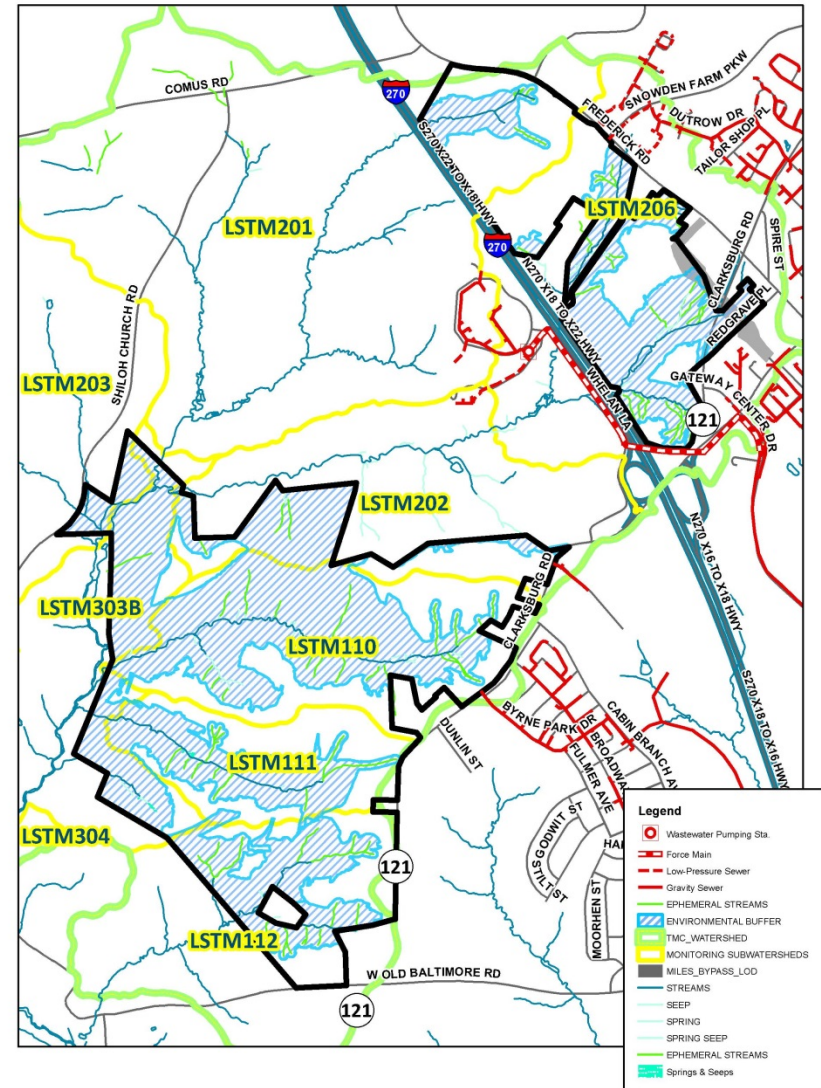 COMUS RD
270
SNOWDEN FARM PKW
DUTROW DR
TAILOR SHOP PL
FREDERICK RD
S270 X22 TO X18 HWY
LSTM206
LSTM201
270
CLARKSBURG RD
SPIRE ST
N270 X18 TO X22 HWY
REDGRAVE PL
SHILOH CHURCH RD
WHELAN LA
GATEWAY CENTER DR
LSTM203
121
LSTM202
N270 X16 TO X18 HWY
LSTM303B
CLARKSBURG RD
LSTM110
S270 X18 TO X16 HWY
BYRNE PARK DR
CABIN BRANCH AV
DUNLIN ST
BROADWA
FULMER AVE
LSTM111
GODWIT ST
HA
STILT ST
LSTM304
121
MOORHEN ST
LSTM112
W OLD BALTIMORE RD
121
Legend
Wastewater Pumping Sta.
Force Main
Low-Pressure Sewer
Gravity Sewer
EPHEMERAL STREAMS
ENVIRONMENTAL BUFFER
TMC_WATERSHED
MONITORING SUBWATERSHEDS
MILES_BYPASS_LOD
STREAMS
SEEP
SPRING
SPRING SEEP
EPHEMERAL STREAMS
Springs & Seeps